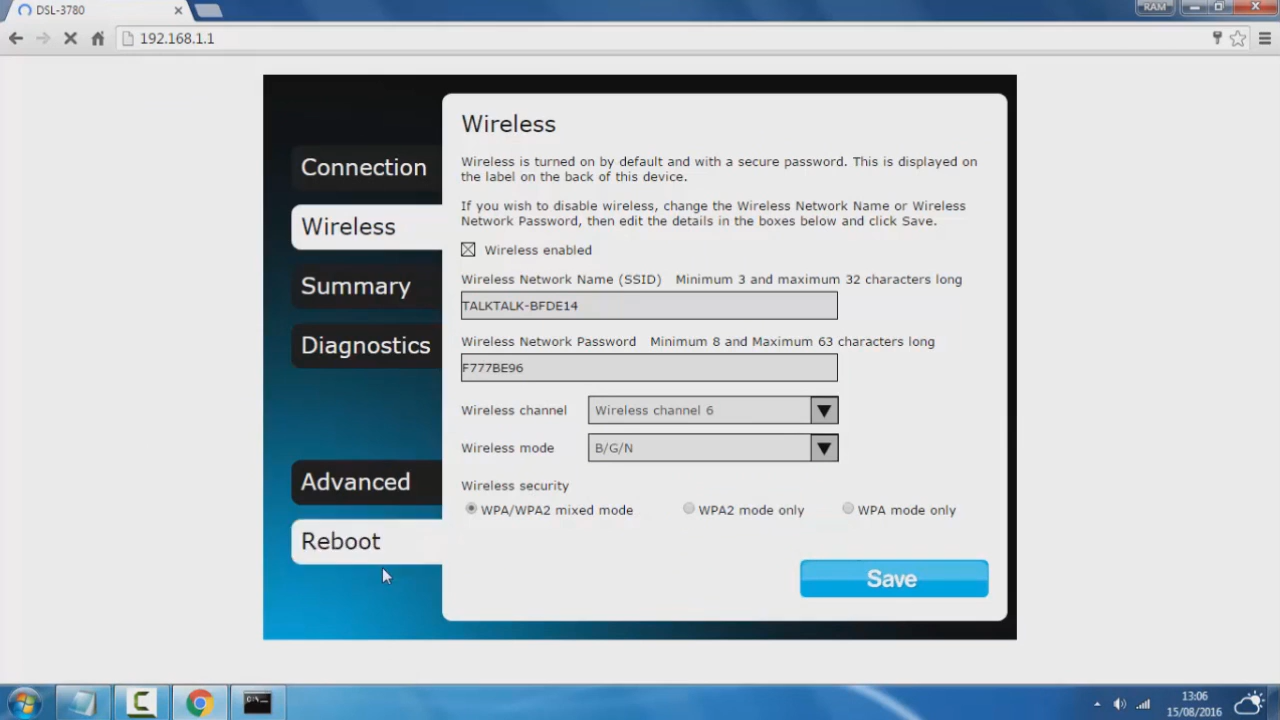 DSL-3780
RAM
192.168.1.1
Connection
Wireless
Summary
Diagnostics
Advanced
Reboot
Wireless
Wireless is turned on by default and with a secure password. This is displayed on
the label on the back of this device.
If you wish to disable wireless, change the Wireless Network Name or Wireless
Network Password, then edit the details in the boxes below and click Save.
Wireless enabled
Wireless Network Name (SSID) Minimum 3 and maximum 32 characters long
TALKTALK-BFDE14
Wireless Network Password Minimum 8 and Maximum 63 characters long
F777BE96
Wireless channel Wireless channel 6
Wireless mode B/G/N
Wireless security
WPA/WPA2 mixed mode WPA2 mode only WPA mode only
Save
13:06
15/08/2016